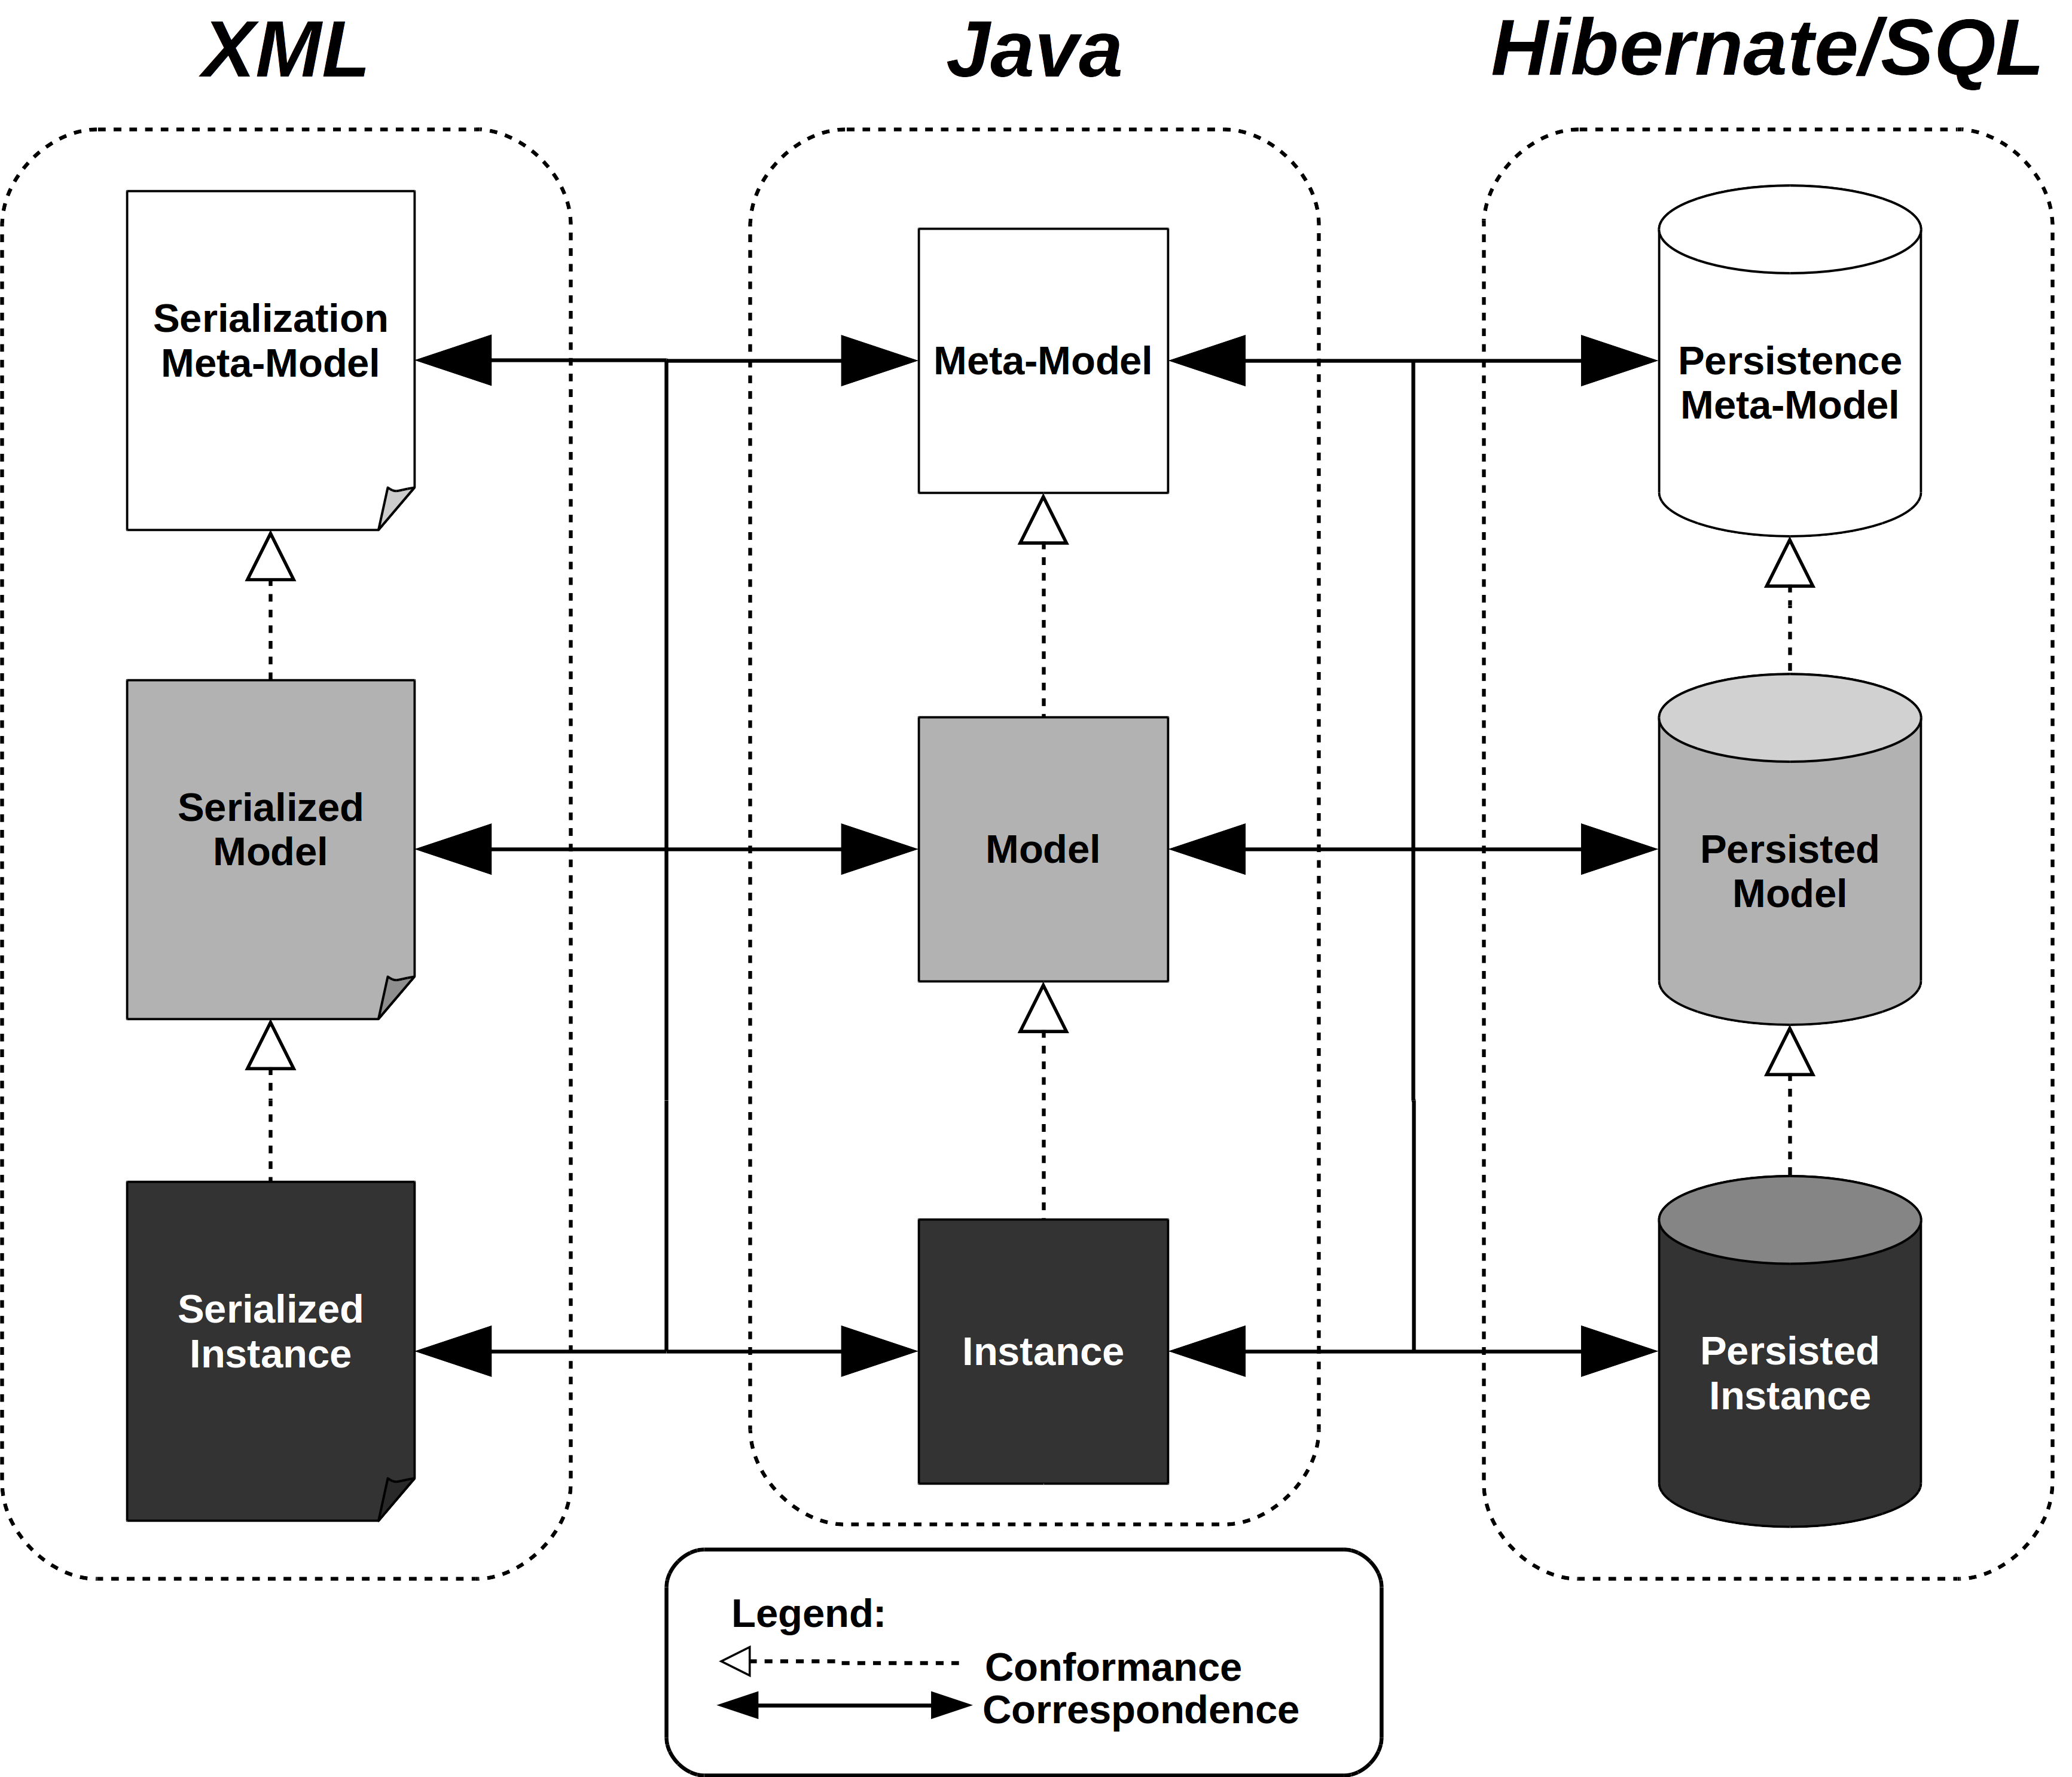 XML
Java
Hibernate/SQL
Serialization
Meta-Model
Meta-Model
Persistence
Meta-Model
Serialized
Model
Model
Persisted
Model
Serialized
Instance
Instance
Persisted
Instance
Legend:
Conformance
Correspondence